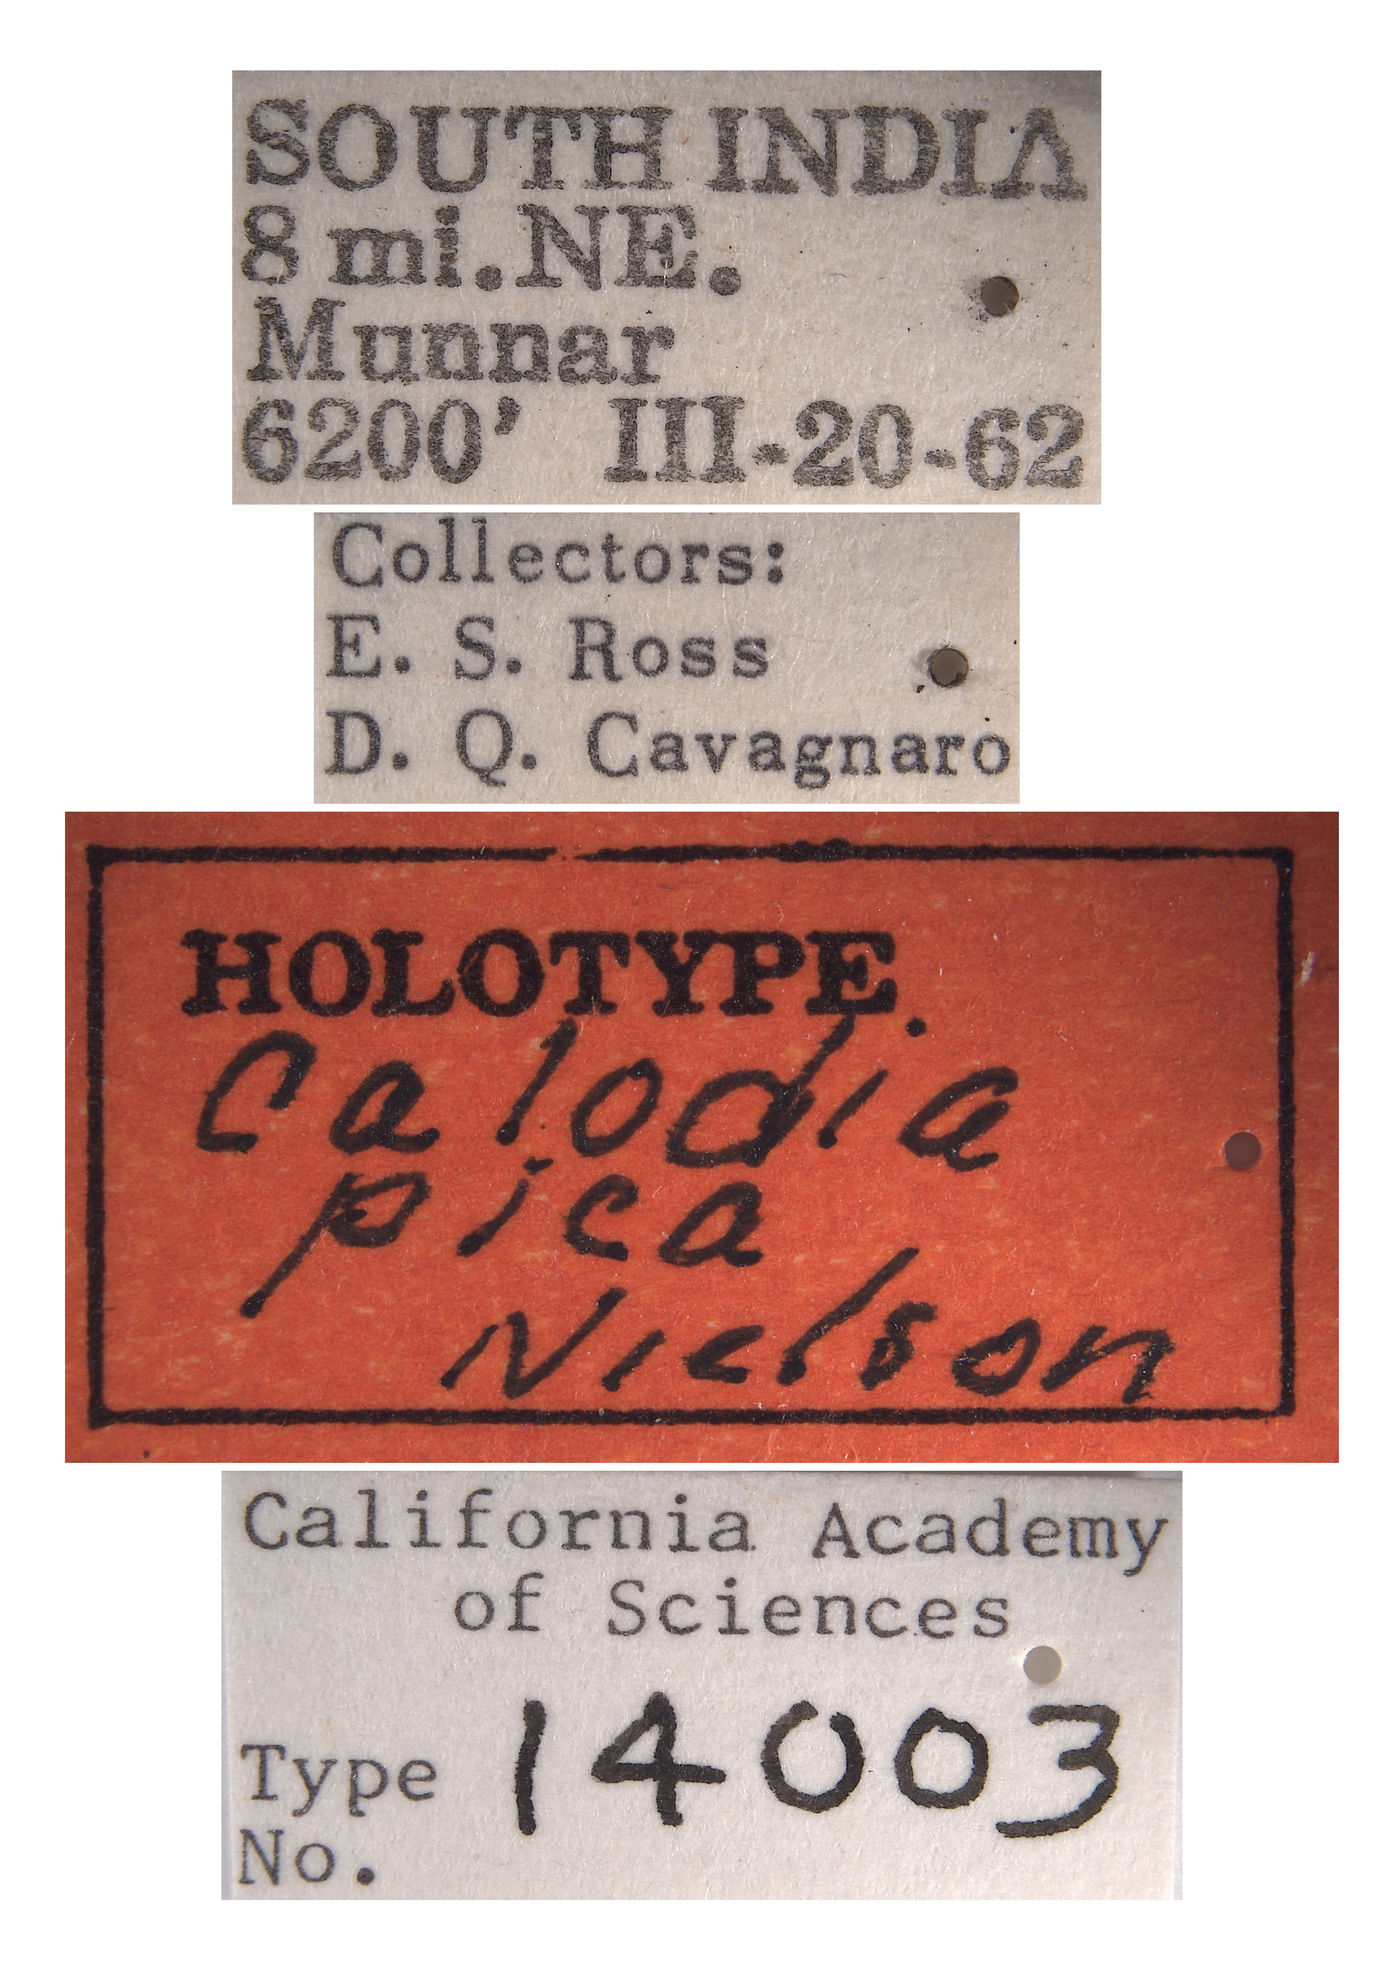 SOUTH INDIA
8 mi. NE.
Munnar
6200' III-20-62
Collectors:
E. S. Ross
D. Q. Cavagnaro
HOLOTYPE.
Calodia
pica
Nielson
California Academy
of Sciences
Type 14003
No.